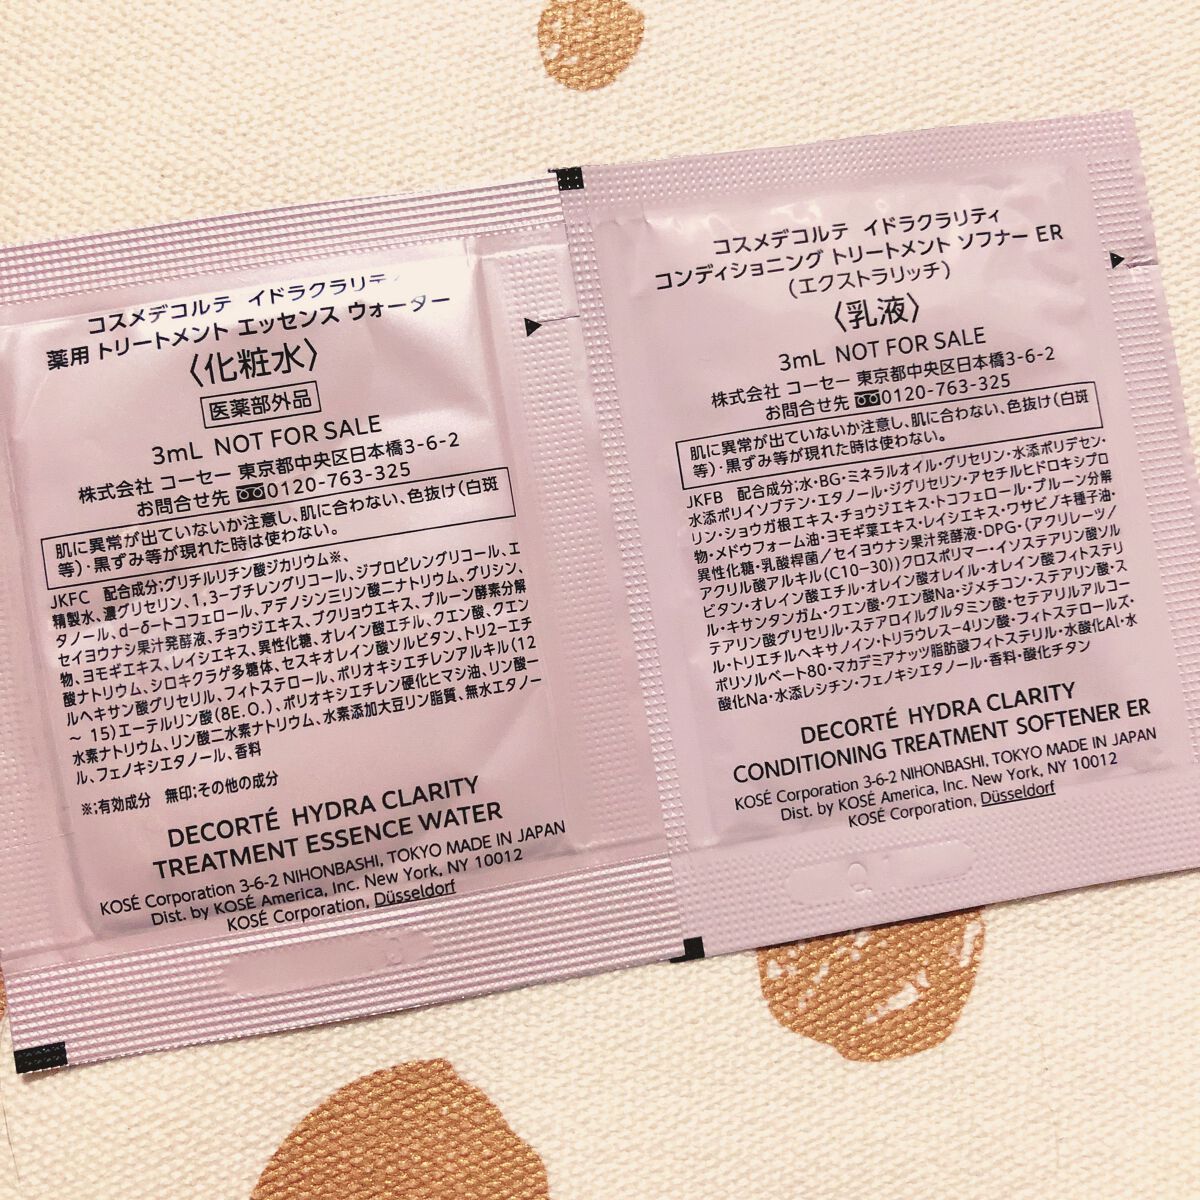 コスメデコルテ イドラクラリティ
薬用 トリートメント エッセンス ウォーター
〈化粧水〉
医薬部外品
3mL NOT FOR SALE
株式会社 コーセー 東京都中央区日本橋3-6-2
お問合せ先 0120-763-325
肌に異常が出ていないか注意し、肌に合わない、色抜け(白斑
等)・黒ずみ等が現れた時は使わない。
JKFC 配合成分;グリチルリチン酸ジカリウム※、
精製水、濃グリセリン、1,3-ブチレングリコール、ジプロピレングリコール、エ
タノール、d-δ-トコフェロール、アデノシン三リン酸二ナトリウム、グリシン、
セイヨウナシ果汁発酵液、チョウジエキス、ブクリョウエキス、プルーン酵素分解
物、ヨモギエキス、レイシエキス、異性化糖、オレイン酸エチル、クエン酸、クエン
酸ナトリウム、シロキクラゲ多糖体、セスキオレイン酸ソルビタン、トリ2-エチ
ルヘキサン酸グリセリル、フィトステロール、ポリオキシエチレンアルキル(12
~15)エーテルリン酸(8E.O.)、ポリオキシエチレン硬化ヒマシ油、リン酸一
水素ナトリウム、リン酸二水素ナトリウム、水素添加大豆リン脂質、無水エタノー
ル、フェノキシエタノール、香料
※;有効成分 無印;その他の成分
DECORTÉ HYDRA CLARITY
TREATMENT ESSENCE WATER
KOSÉ Corporation 3-6-2 NIHONBASHI, TOKYO MADE IN JAPAN
Dist. by KOSÉ America, Inc. New York, NY 10012
KOSÉ Corporation, Düsseldorf
コスメデコルテ イドラクラリティ
コンディショニング トリートメント ソフナー ER
(エクストラリッチ)
〈乳液〉
3mL NOT FOR SALE
株式会社 コーセー 東京都中央区日本橋3-6-2
お問合せ先 0120-763-325
肌に異常が出ていないか注意し、肌に合わない、色抜け(白斑
等)・黒ずみ等が現れた時は使わない。
JKFB 配合成分;水・BG・ミネラルオイル・グリセリン・水添ポリデセン・
水添ポリイソブテン・エタノール・ジグリセリン・アセチルヒドロキシプロ
リン・ショウガ根エキス・チョウジエキス・トコフェロール・プルーン分解
物・メドウフォーム油・ヨモギ葉エキス・レイシエキス・ワサビノキ種子油・
異性化糖・乳酸桿菌/セイヨウナシ果汁発酵液・DPG・(アクリレーツ/
アクリル酸アルキル(C10-30))クロスポリマー・イソステアリン酸ソル
ビタン・オレイン酸エチル・オレイン酸オレイル・オレイン酸フィトステリ
ル・キサンタンガム・クエン酸・クエン酸Na・ジメチコン・ステアリン酸・ス
テアリン酸グリセリル・ステアロイルグルタミン酸・セテアリルアルコー
ル・トリエチルヘキサノイン・トリラウレス-4リン酸・フィトステロールズ・
ポリソルベート80・マカデミアナッツ脂肪酸フィトステリル・水酸化Al・水
酸化Na・水添レシチン・フェノキシエタノール・香料・酸化チタン
DECORTÉ HYDRA CLARITY
CONDITIONING TREATMENT SOFTENER ER
KOSÉ Corporation 3-6-2 NIHONBASHI, TOKYO MADE IN JAPAN
Dist. by KOSÉ America, Inc. New York, NY 10012
KOSÉ Corporation, Düsseldorf